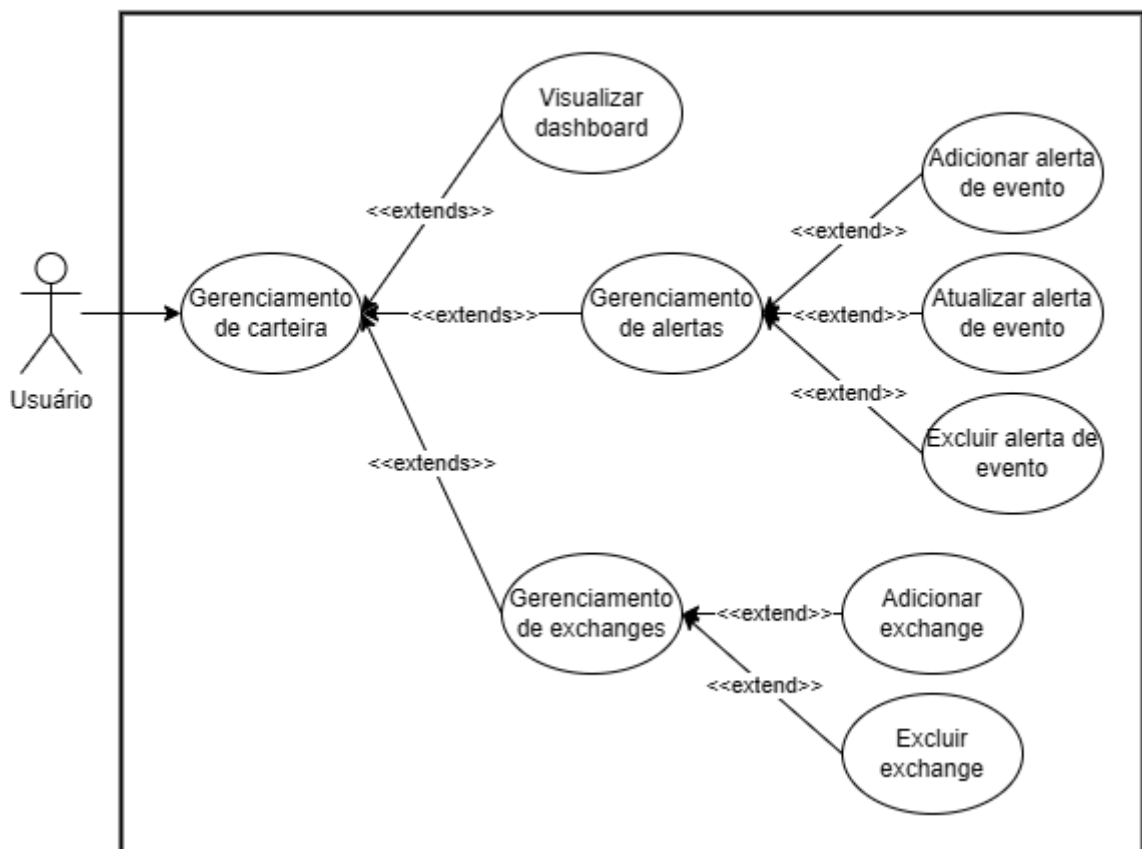 Visualizar
dashboard
Adicionar alerta
de evento
<<extends>>
<<extend>>
Gerenciamento
de carteira
<<extends>>
Gerenciamento
de alertas
<<extend>>
Atualizar alerta
de evento
Usuário
<<extend>>
Excluir alerta de
evento
<<extends>>
Gerenciamento
de exchanges
<<extend>>
Adicionar
exchange
<<extend>>
Excluir
exchange